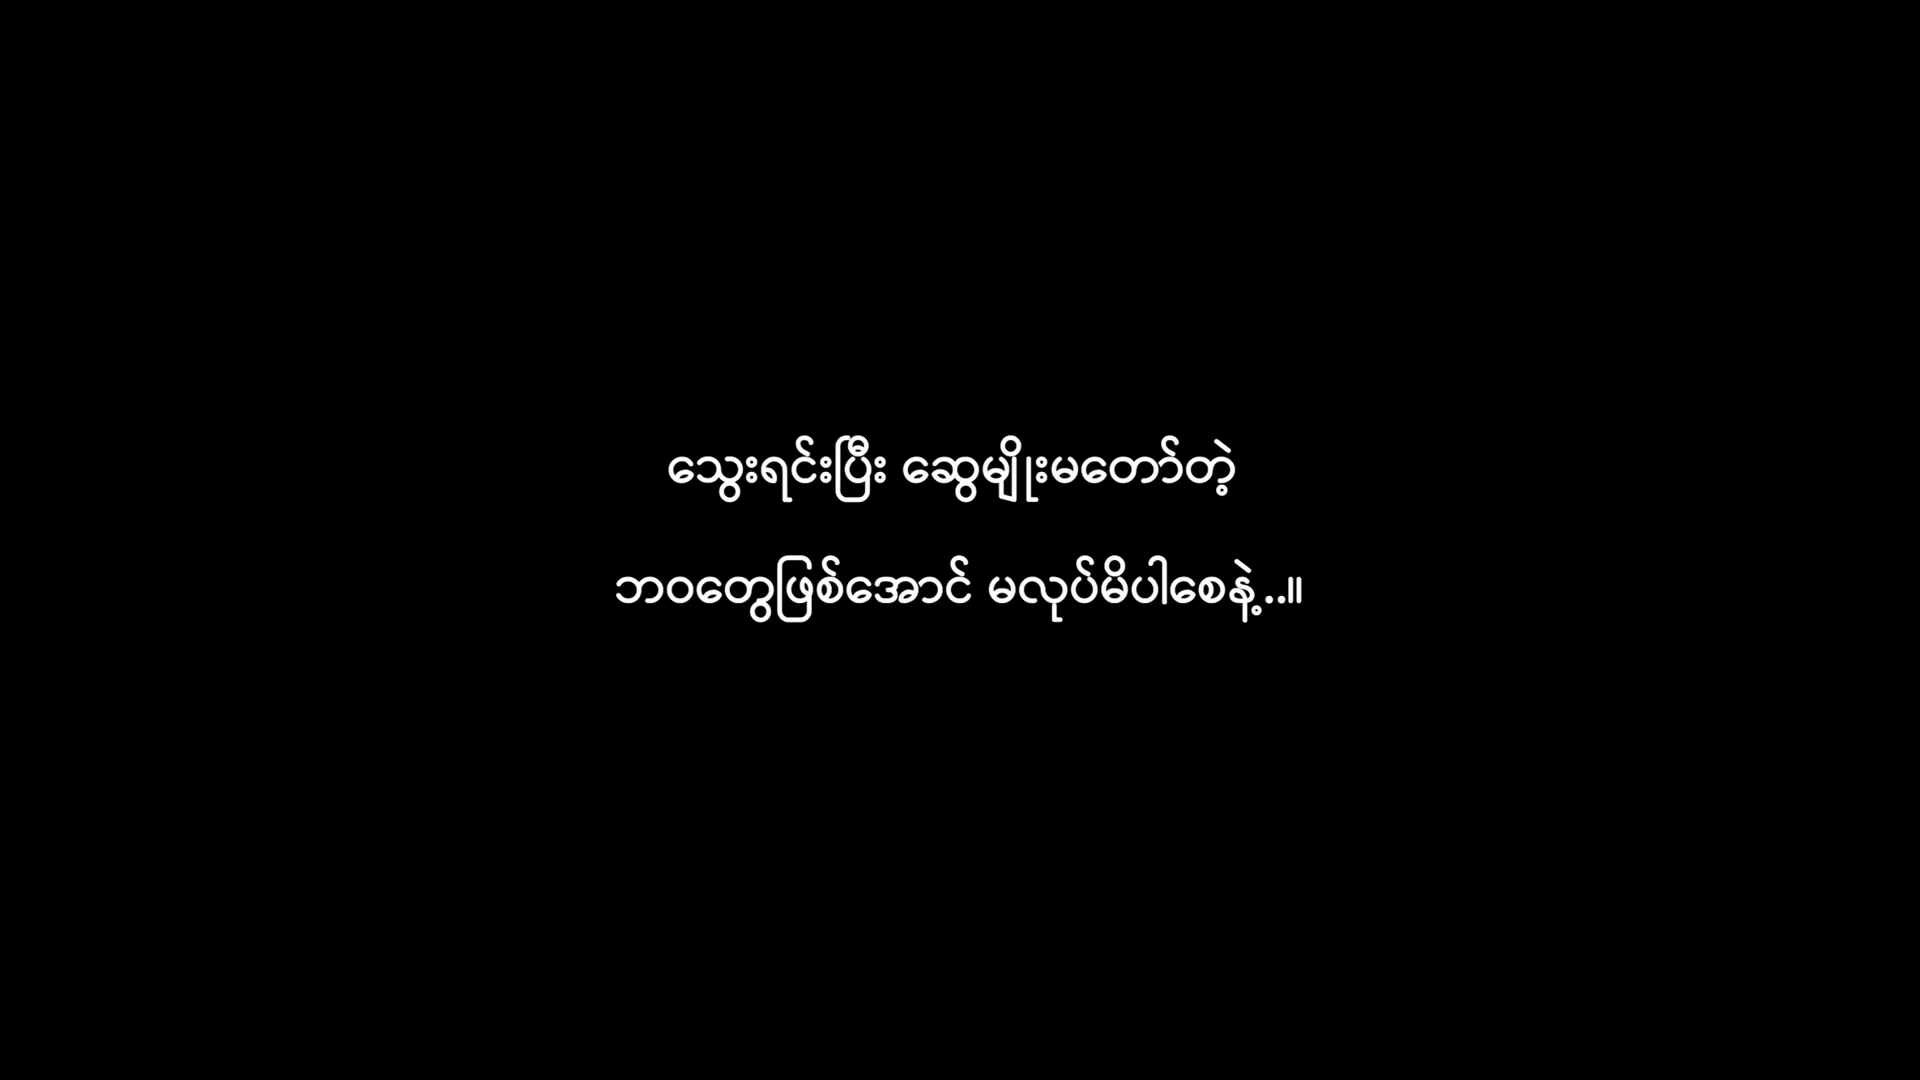 သွေးရင်းပြီး ဆွေမျိုးမတော်တဲ့
ဘဝတွေဖြစ်အောင် မလုပ်မိပါစေနဲ့..။